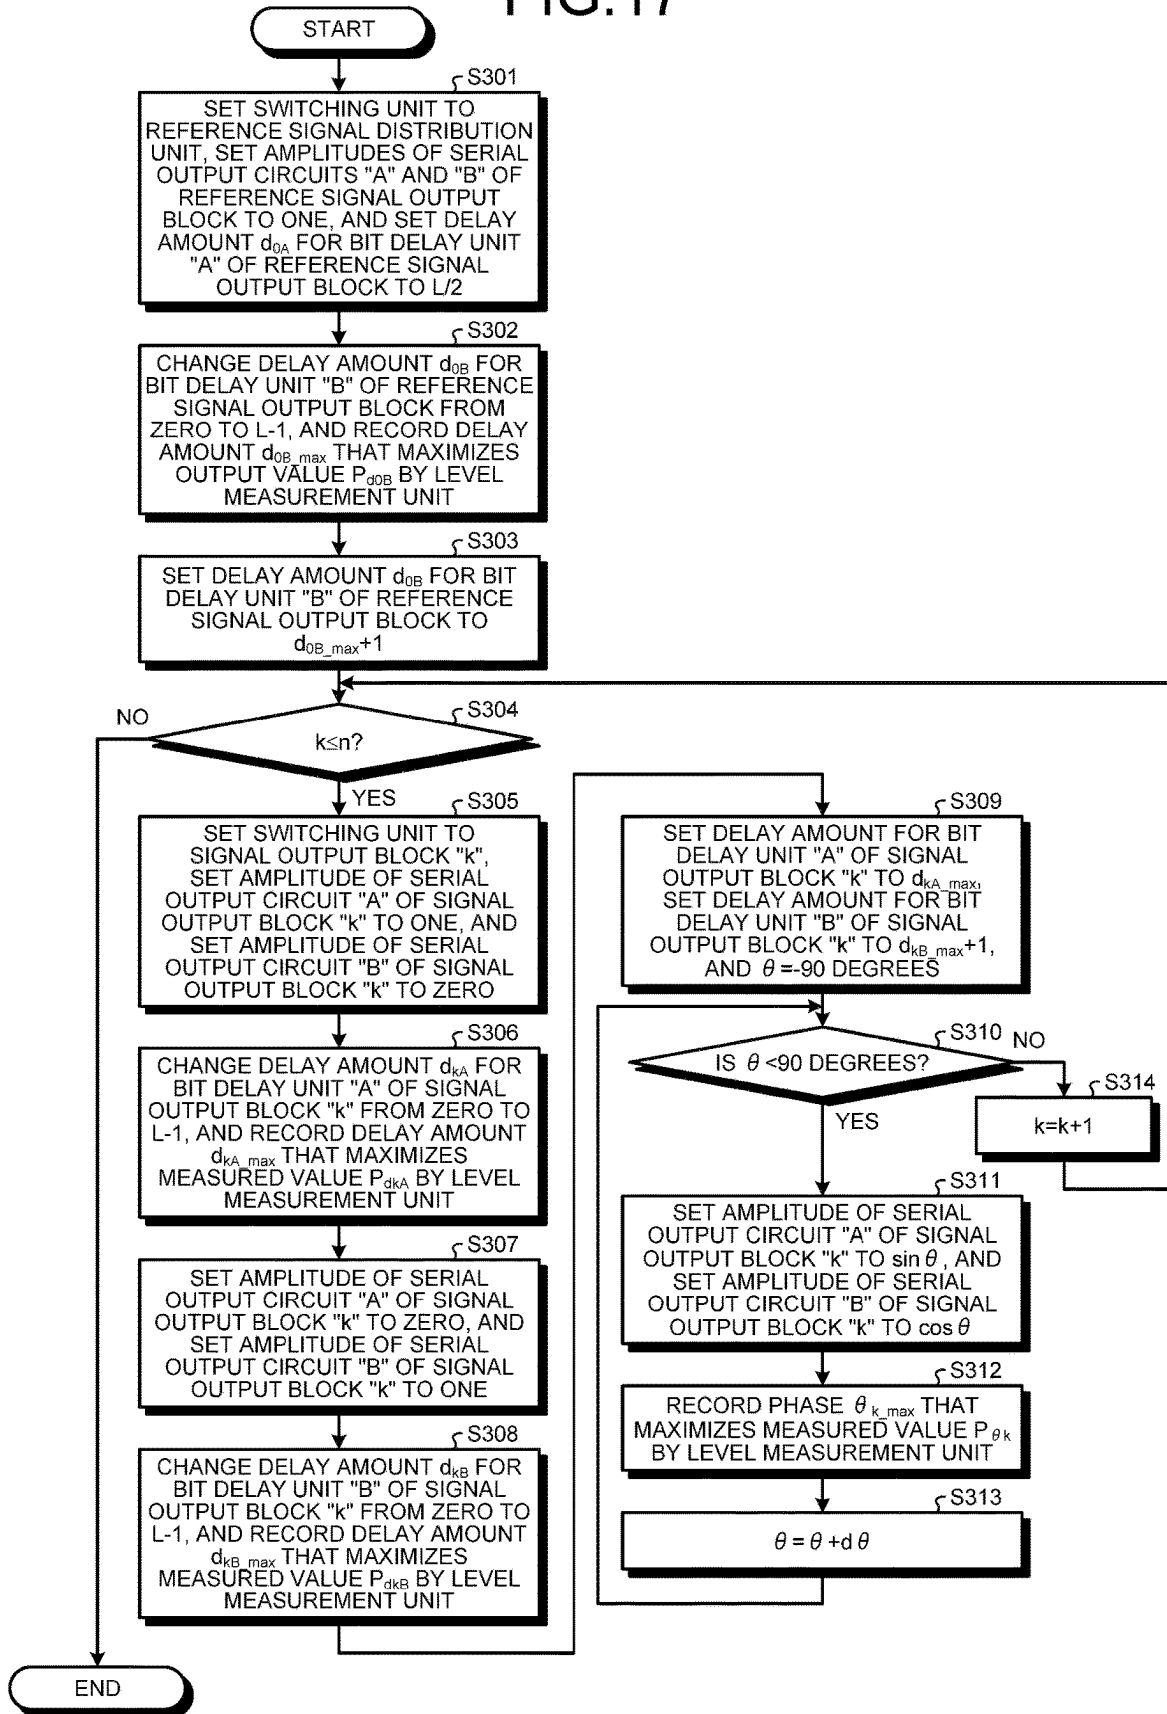 FIG.17
START
S301
SET SWITCHING UNIT TO
REFERENCE SIGNAL DISTRIBUTION
UNIT, SET AMPLITUDES OF SERIAL
OUTPUT CIRCUITS "A" AND "B" OF
REFERENCE SIGNAL OUTPUT
BLOCK TO ONE, AND SET DELAY
AMOUNT d0A FOR BIT DELAY UNIT
"A" OF REFERENCE SIGNAL
OUTPUT BLOCK TO L/2
S302
CHANGE DELAY AMOUNT d0B FOR
BIT DELAY UNIT "B" OF REFERENCE
SIGNAL OUTPUT BLOCK FROM
ZERO TO L-1, AND RECORD DELAY
AMOUNT d0B_max THAT MAXIMIZES
OUTPUT VALUE Pd0B BY LEVEL
MEASUREMENT UNIT
S303
SET DELAY AMOUNT d0B FOR BIT
DELAY UNIT "B" OF REFERENCE
SIGNAL OUTPUT BLOCK TO
d0B_max+1
S304
NO
k≤n?
YES
S305
SET SWITCHING UNIT TO
SIGNAL OUTPUT BLOCK "k",
SET AMPLITUDE OF SERIAL
OUTPUT CIRCUIT "A" OF SIGNAL
OUTPUT BLOCK "k" TO ONE, AND
SET AMPLITUDE OF SERIAL
OUTPUT CIRCUIT "B" OF SIGNAL
OUTPUT BLOCK "k" TO ZERO
S306
CHANGE DELAY AMOUNT dkA FOR
BIT DELAY UNIT "A" OF SIGNAL
OUTPUT BLOCK "k" FROM ZERO TO
L-1, AND RECORD DELAY AMOUNT
dkA_max THAT MAXIMIZES
MEASURED VALUE PdkA BY LEVEL
MEASUREMENT UNIT
S307
SET AMPLITUDE OF SERIAL
OUTPUT CIRCUIT "A" OF SIGNAL
OUTPUT BLOCK "k" TO ZERO, AND
SET AMPLITUDE OF SERIAL
OUTPUT CIRCUIT "B" OF SIGNAL
OUTPUT BLOCK "k" TO ONE
S308
CHANGE DELAY AMOUNT dkB FOR
BIT DELAY UNIT "B" OF SIGNAL
OUTPUT BLOCK "k" FROM ZERO TO
L-1, AND RECORD DELAY AMOUNT
dkB_max THAT MAXIMIZES
MEASURED VALUE PdkB BY LEVEL
MEASUREMENT UNIT
S309
SET DELAY AMOUNT FOR BIT
DELAY UNIT "A" OF SIGNAL
OUTPUT BLOCK "k" TO dkA_max,
SET DELAY AMOUNT FOR BIT
DELAY UNIT "B" OF SIGNAL
OUTPUT BLOCK "k" TO dkB_max+1,
AND θ=-90 DEGREES
S310
NO
IS θ<90 DEGREES?
YES
S314
k=k+1
S311
SET AMPLITUDE OF SERIAL
OUTPUT CIRCUIT "A" OF SIGNAL
OUTPUT BLOCK "k" TO sin θ, AND
SET AMPLITUDE OF SERIAL
OUTPUT CIRCUIT "B" OF SIGNAL
OUTPUT BLOCK "k" TO cos θ
S312
RECORD PHASE θk_max THAT
MAXIMIZES MEASURED VALUE Pθk
BY LEVEL MEASUREMENT UNIT
S313
θ=θ+dθ
END